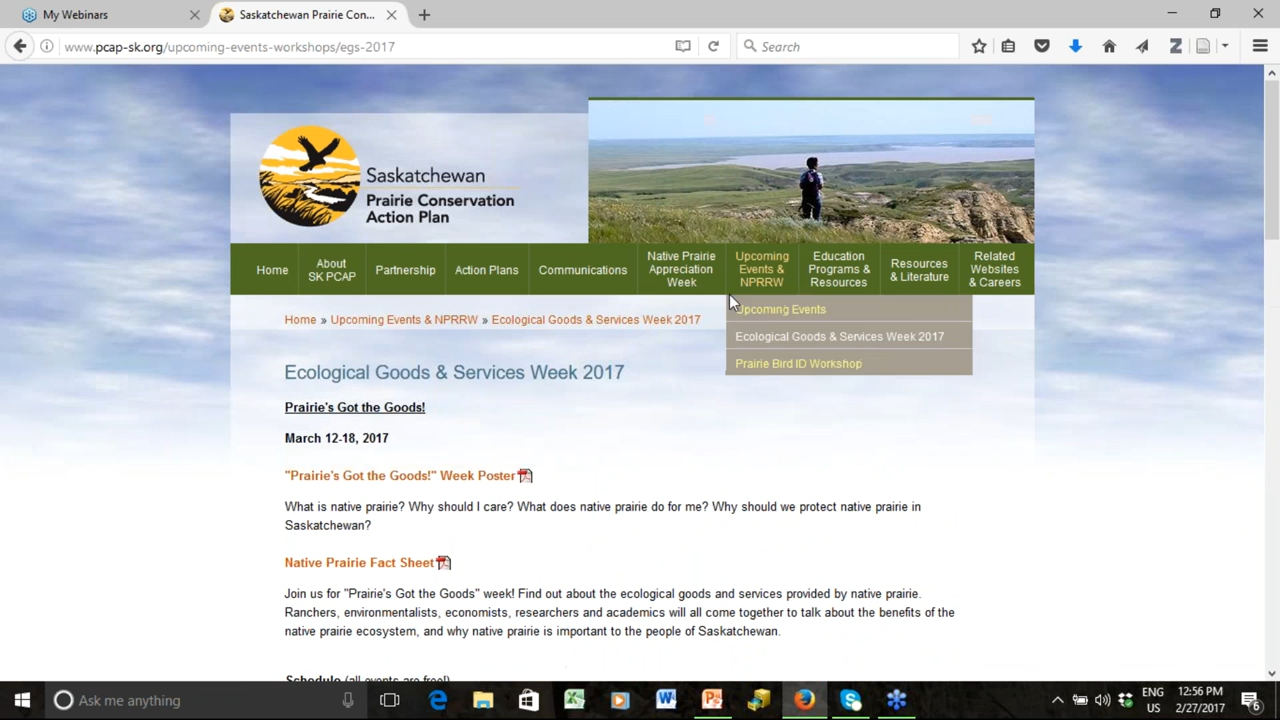 My Webinars
Saskatchewan Prairie Con...
www.pcap-sk.org/upcoming-events-workshops/egs-2017
Search
Saskatchewan
Prairie Conservation
Action Plan
Home
About
SK PCAP
Partnership
Action Plans
Communications
Native Prairie
Appreciation
Week
Upcoming
Events &
NPRRW
Education
Programs &
Resources
Resources
& Literature
Related
Websites
& Careers
Upcoming Events
Ecological Goods & Services Week 2017
Prairie Bird ID Workshop
Home » Upcoming Events & NPRRW » Ecological Goods & Services Week 2017
Ecological Goods & Services Week 2017
Prairie's Got the Goods!
March 12-18, 2017
"Prairie's Got the Goods!" Week Poster
What is native prairie? Why should I care? What does native prairie do for me? Why should we protect native prairie in
Saskatchewan?
Native Prairie Fact Sheet
Join us for "Prairie's Got the Goods" week! Find out about the ecological goods and services provided by native prairie.
Ranchers, environmentalists, economists, researchers and academics will all come together to talk about the benefits of the
native prairie ecosystem, and why native prairie is important to the people of Saskatchewan.
Schedule (all events are free!)
Ask me anything
ENG
US
12:56 PM
2/27/2017
6